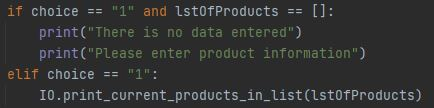 if choice == "1" and lstOfProducts == []:
    print("There is no data entered")
    print("Please enter product information")
elif choice == "1":
    IO.print_current_products_in_list(lstOfProducts)